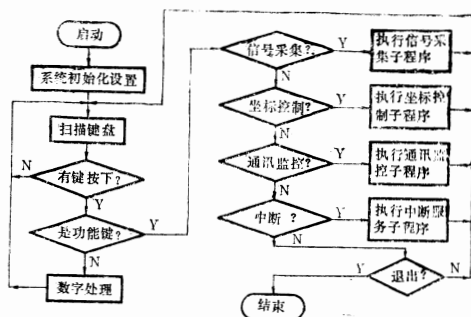 启动
系统初始化设置
扫描键盘
N
有键按下?
Y
是功能键?
Y
N
数字处理
信号采集?
Y
执行信号采
集子程序
N
坐标控制?
Y
执行坐标控
制子程序
N
通讯监控?
Y
执行通讯监
控子程序
N
中断?
Y
执行中断服
务子程序
N
Y
退出?
N
结束